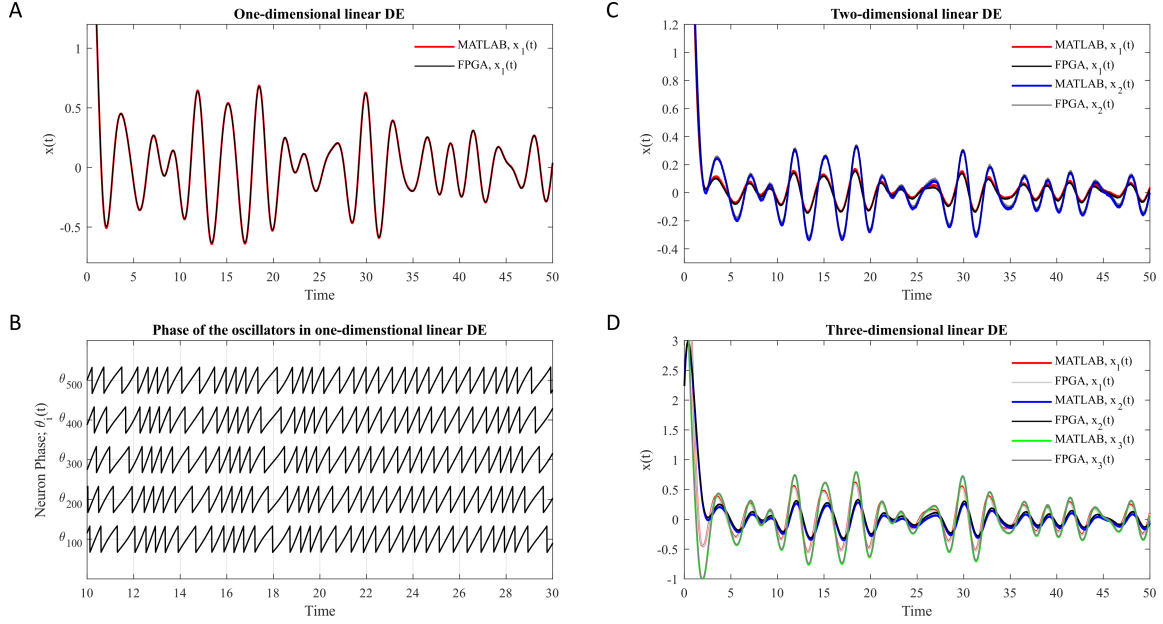 A
One-dimensional linear DE
MATLAB, x1(t)
FPGA, x1(t)
x(t)
1
0.5
0
-0.5
0 5 10 15 20 25 30 35 40 45 50
Time
B
Phase of the oscillators in one-dimenstional linear DE
Neuron Phase; θi(t)
θ500
θ400
θ300
θ200
θ100
10 12 14 16 18 20 22 24 26 28 30
Time
C
Two-dimensional linear DE
MATLAB, x1(t)
FPGA, x1(t)
MATLAB, x2(t)
FPGA, x2(t)
x(t)
1.2
1
0.8
0.6
0.4
0.2
0
-0.2
-0.4
0 5 10 15 20 25 30 35 40 45 50
Time
D
Three-dimensional linear DE
MATLAB, x1(t)
FPGA, x1(t)
MATLAB, x2(t)
FPGA, x2(t)
MATLAB, x3(t)
FPGA, x3(t)
x(t)
3
2.5
2
1.5
1
0.5
0
-0.5
-1
0 5 10 15 20 25 30 35 40 45 50
Time